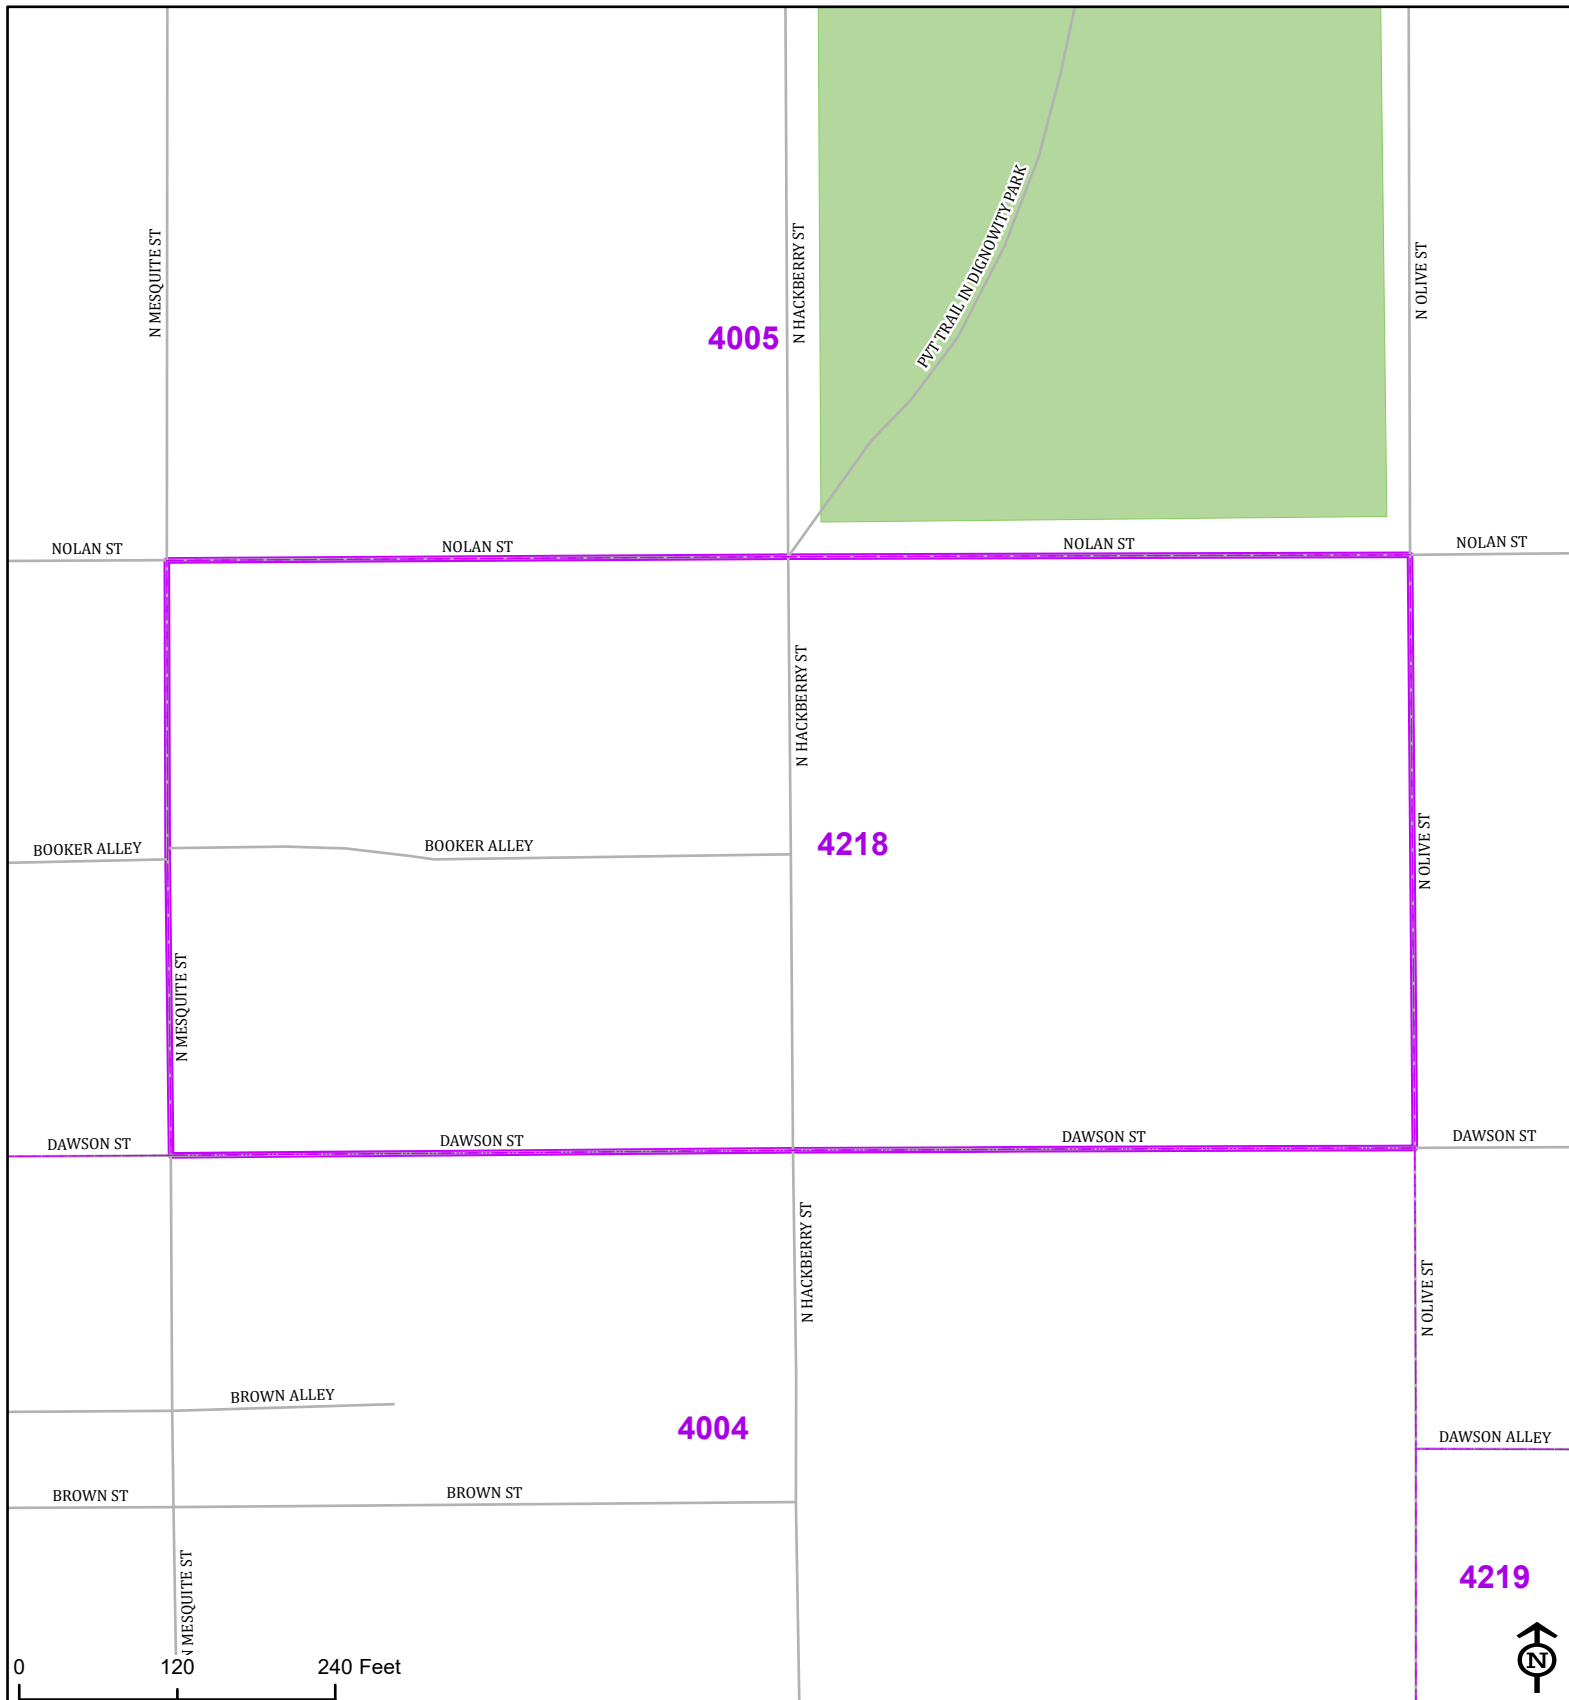 N MESQUITE ST
N HACKBERRY ST
N OLIVE ST
PVT TRAIL IN DIGNOWITY PARK
4005
NOLAN ST
NOLAN ST
NOLAN ST
NOLAN ST
N HACKBERRY ST
BOOKER ALLEY
BOOKER ALLEY
4218
N OLIVE ST
N MESQUITE ST
DAWSON ST
DAWSON ST
DAWSON ST
DAWSON ST
N HACKBERRY ST
N OLIVE ST
BROWN ALLEY
4004
DAWSON ALLEY
BROWN ST
BROWN ST
N MESQUITE ST
4219
0 120 240 Feet
N